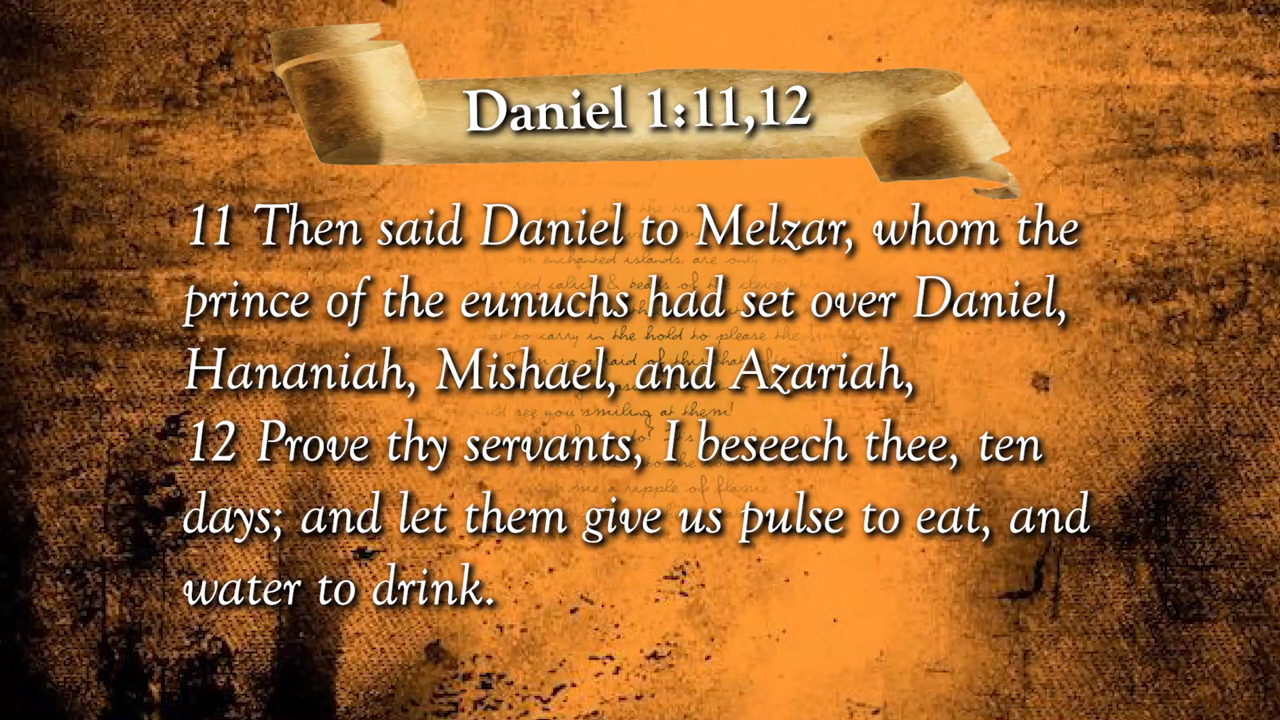 Daniel 1:11,12
11 Then said Daniel to Melzar, whom the
prince of the eunuchs had set over Daniel,
Hananiah, Mishael, and Azariah,
12 Prove thy servants, I beseech thee, ten
days; and let them give us pulse to eat, and
water to drink.